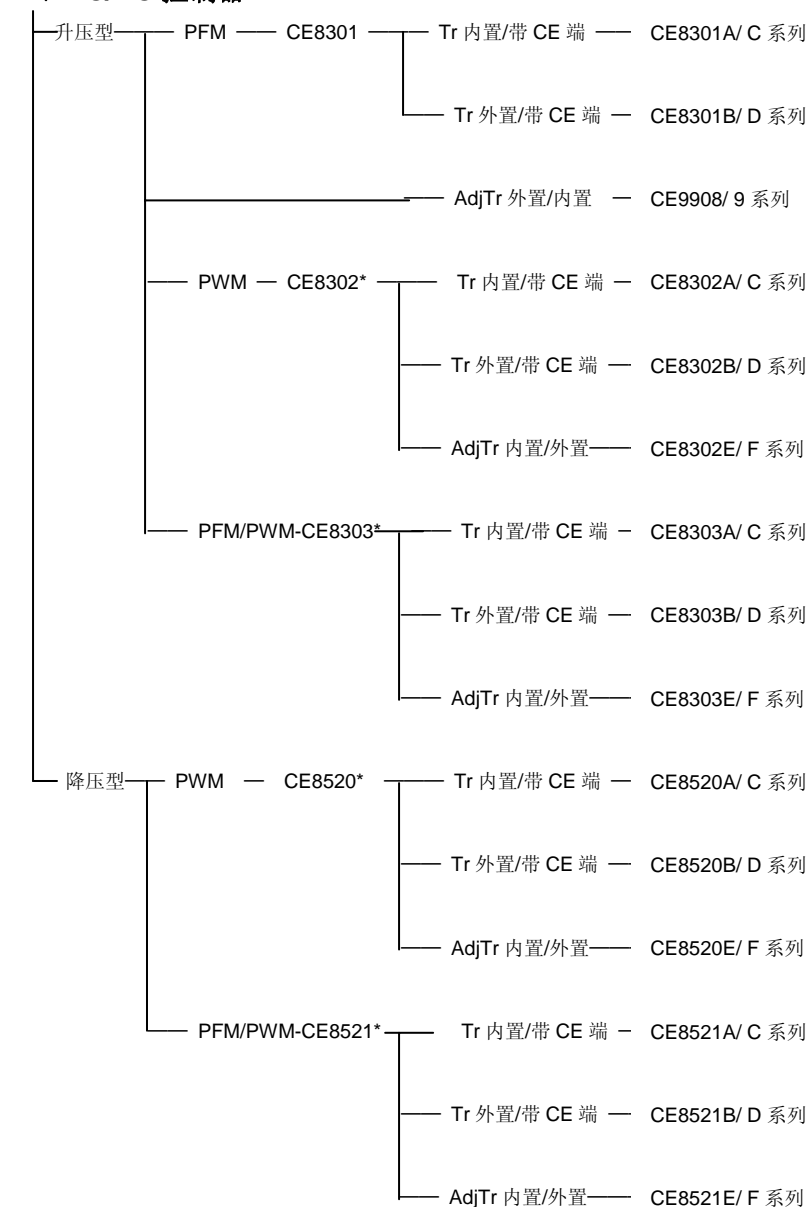 升压型 PFM CE8301 Tr 内置/带 CE 端 CE8301A/ C 系列
Tr 外置/带 CE 端 CE8301B/ D 系列
AdjTr 外置/内置 CE9908/ 9 系列
PWM CE8302* Tr 内置/带 CE 端 CE8302A/ C 系列
Tr 外置/带 CE 端 CE8302B/ D 系列
AdjTr 内置/外置 CE8302E/ F 系列
PFM/PWM-CE8303* Tr 内置/带 CE 端 CE8303A/ C 系列
Tr 外置/带 CE 端 CE8303B/ D 系列
AdjTr 内置/外置 CE8303E/ F 系列
降压型 PWM CE8520* Tr 内置/带 CE 端 CE8520A/ C 系列
Tr 外置/带 CE 端 CE8520B/ D 系列
AdjTr 内置/外置 CE8520E/ F 系列
PFM/PWM-CE8521* Tr 内置/带 CE 端 CE8521A/ C 系列
Tr 外置/带 CE 端 CE8521B/ D 系列
AdjTr 内置/外置 CE8521E/ F 系列